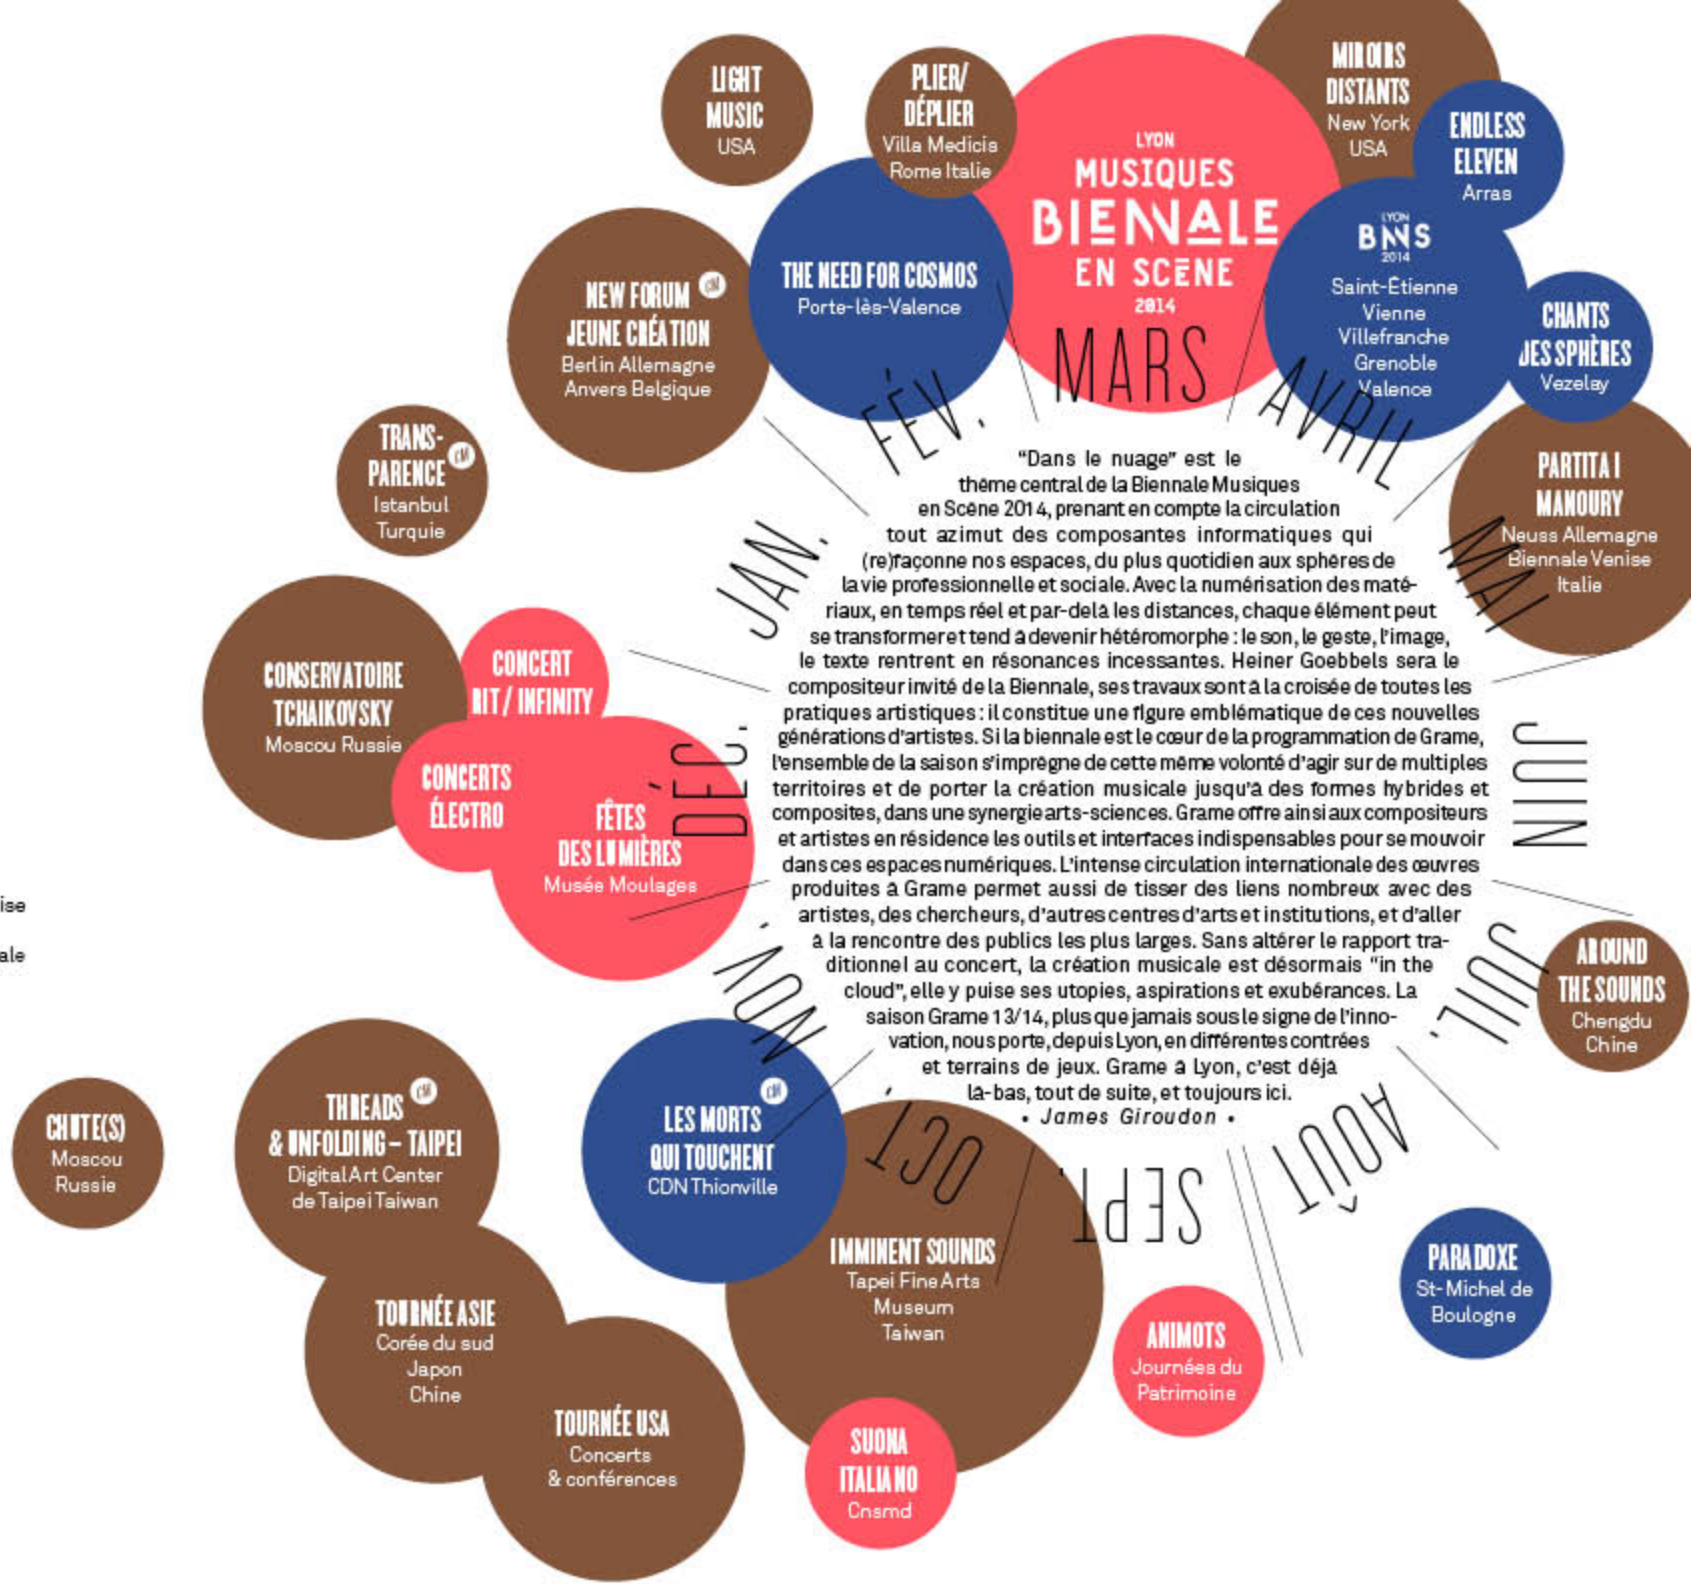 LIGHT
MUSIC
USA
PLIER/
DÉPLIER
Villa Medicis
Rome Italie
LYON
MUSIQUES
BIENNALE
EN SCÈNE
2014
MIROIRS
DISTANTS
New York
USA
ENDLESS
ELEVEN
Arras
NEW FORUM
JEUNE CRÉATION
Berlin Allemagne
Anvers Belgique
THE NEED FOR COSMOS
Porte-lès-Valence
LYON
BNS
2014
Saint-Étienne
Vienne
Villefranche
Grenoble
Valence
CHANTS
DES SPHÈRES
Vezelay
TRANS-
PARENCE
Istanbul
Turquie
PARTITA I
MANOURY
Neuss Allemagne
Biennale Venise
Italie
CONSERVATOIRE
TCHAIKOVSKY
Moscou Russie
CONCERT
RIT / INFINITY
CONCERTS
ÉLECTRO
FÊTES
DES LUMIÈRES
Musée Moulages
JAN.
FÉV.
MARS
AVRIL
MAI
JUIN
JUIL.
AOÛT
SEPT.
OCT.
NOV.
DÉC.
"Dans le nuage" est le
thème central de la Biennale Musiques
en Scène 2014, prenant en compte la circulation
tout azimut des composantes informatiques qui
(re)façonne nos espaces, du plus quotidien aux sphères de
la vie professionnelle et sociale. Avec la numérisation des maté-
riaux, en temps réel et par-delà les distances, chaque élément peut
se transformer et tend à devenir hétéromorphe : le son, le geste, l'image,
le texte rentrent en résonances incessantes. Heiner Goebbels sera le
compositeur invité de la Biennale, ses travaux sont à la croisée de toutes les
pratiques artistiques : il constitue une figure emblématique de ces nouvelles
générations d'artistes. Si la biennale est le cœur de la programmation de Grame,
l'ensemble de la saison s'imprègne de cette même volonté d'agir sur de multiples
territoires et de porter la création musicale jusqu'à des formes hybrides et
composites, dans une synergie arts-sciences. Grame offre ainsi aux compositeurs
et artistes en résidence les outils et interfaces indispensables pour se mouvoir
dans ces espaces numériques. L'intense circulation internationale des œuvres
produites à Grame permet aussi de tisser des liens nombreux avec des
artistes, des chercheurs, d'autres centres d'arts et institutions, et d'aller
à la rencontre des publics les plus larges. Sans altérer le rapport tra-
ditionnel au concert, la création musicale est désormais "in the
cloud", elle y puise ses utopies, aspirations et exubérances. La
saison Grame 13/14, plus que jamais sous le signe de l'inno-
vation, nous porte, depuis Lyon, en différentes contrées
et terrains de jeux. Grame à Lyon, c'est déjà
là-bas, tout de suite, et toujours ici.
• James Giroudon •
ise
ale
AROUND
THE SOUNDS
Chengdu
Chine
CHUTE(S)
Moscou
Russie
THREADS
& UNFOLDING – TAIPEI
Digital Art Center
de Taipei Taiwan
LES MORTS
QUI TOUCHENT
CDN Thionville
TOURNÉE ASIE
Corée du sud
Japon
Chine
IMMINENT SOUNDS
Tapei Fine Arts
Museum
Taiwan
TOURNÉE USA
Concerts
& conférences
SUONA
ITALIANO
Cnsmd
ANIMOTS
Journées du
Patrimoine
PARADOXE
St-Michel de
Boulogne